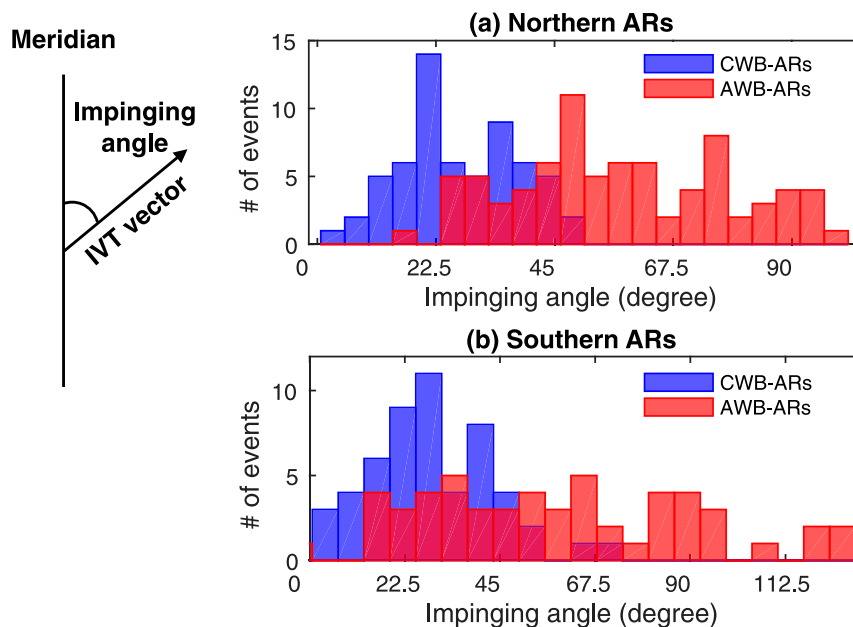 Meridian
Impinging
angle
IVT vector
(a) Northern ARs
15
10
5
0
# of events
CWB-ARs
AWB-ARs
0 22.5 45 67.5 90
Impinging angle (degree)
(b) Southern ARs
10
5
0
# of events
CWB-ARs
AWB-ARs
0 22.5 45 67.5 90 112.5
Impinging angle (degree)